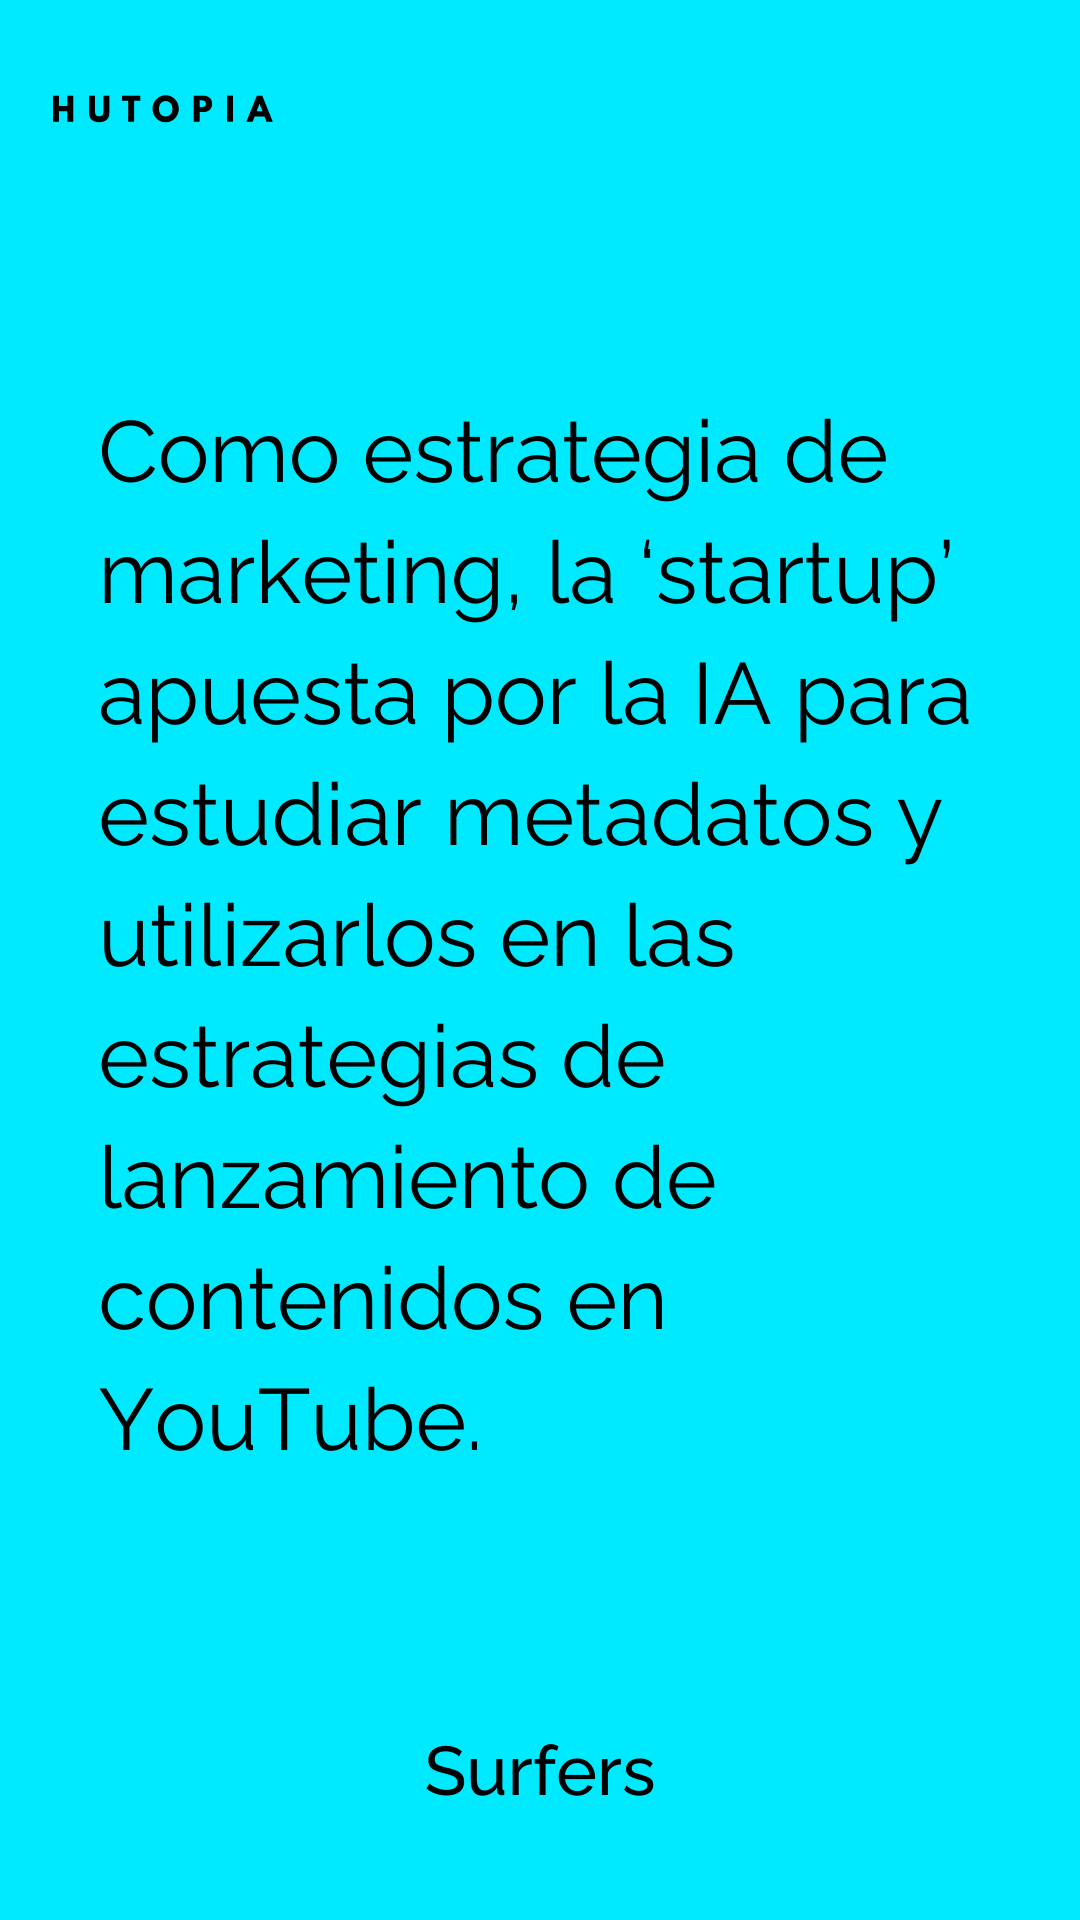 HUTOPIA
Como estrategia de
marketing, la ‘startup’
apuesta por la IA para
estudiar metadatos y
utilizarlos en las
estrategias de
lanzamiento de
contenidos en
YouTube.
Surfers